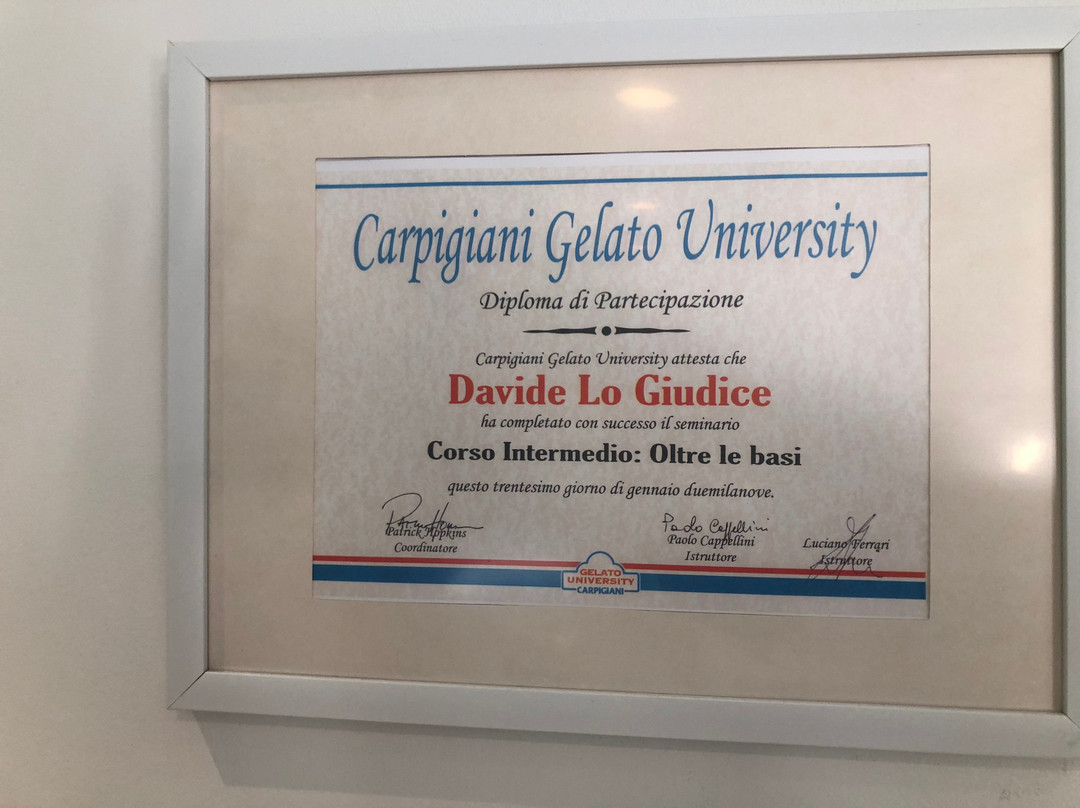 Carpigiani Gelato University
Diploma di Partecipazione
Carpigiani Gelato University attesta che
Davide Lo Giudice
ha completato con successo il seminario
Corso Intermedio: Oltre le basi
questo trentesimo giorno di gennaio duemilanove.
Paolo Cappellini
Patrick Hopkins
Coordinatore
Paolo Cappellini
Istruttore
Luciano Ferrari
Istruttore
GELATO
UNIVERSITY
CARPIGIANI